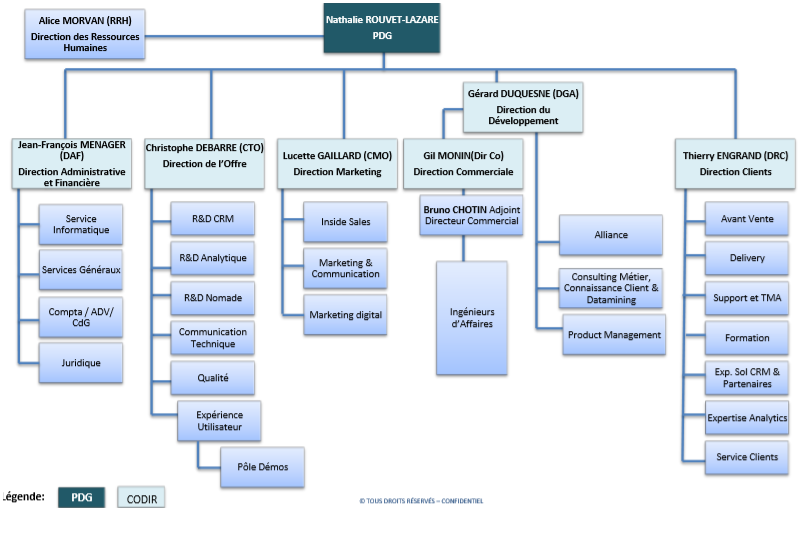 Alice MORVAN (RRH)
Direction des Ressources
Humaines
Nathalie ROUVET-LAZARE
PDG
Gérard DUQUESNE (DGA)
Direction du
Développement
Jean-François MENAGER
(DAF)
Direction Administrative
et Financière
Service
Informatique
Services Généraux
Compta / ADV/
CdG
Juridique
Christophe DEBARRE (CTO)
Direction de l'Offre
R&D CRM
R&D Analytique
R&D Nomade
Communication
Technique
Qualité
Expérience
Utilisateur
Pôle Démos
Lucette GAILLARD (CMO)
Direction Marketing
Inside Sales
Marketing &
Communication
Marketing digital
Gil MONIN(Dir Co)
Direction Commerciale
Bruno CHOTIN Adjoint
Directeur Commercial
Ingénieurs
d'Affaires
Alliance
Consulting Métier,
Connaissance Client &
Datamining
Product Management
Thierry ENGRAND (DRC)
Direction Clients
Avant Vente
Delivery
Support et TMA
Formation
Exp. Sol CRM &
Partenaires
Expertise Analytics
Service Clients
Légende:
PDG
CODIR
© TOUS DROITS RÉSERVÉS – CONFIDENTIEL